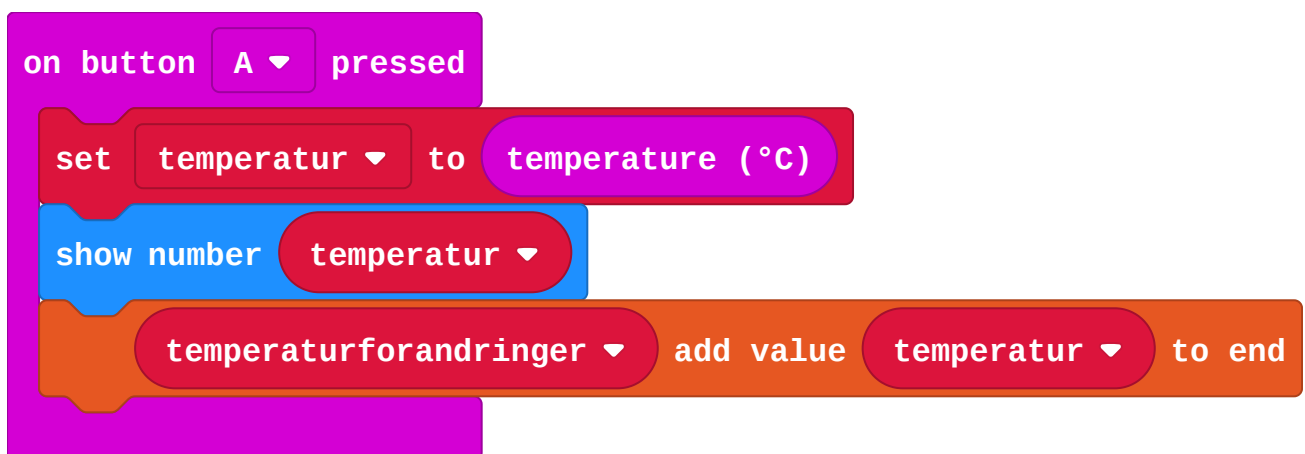 on button A pressed
set temperatur to temperature (°C)
show number temperatur
temperaturforandringer add value temperatur to end